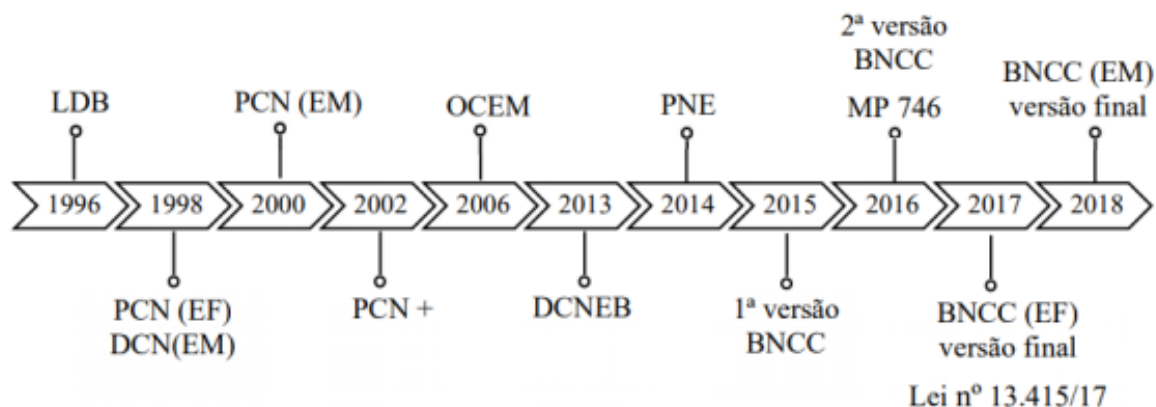 2ª versão
BNCC
BNCC (EM)
versão final
LDB
PCN (EM)
OCEM
PNE
MP 746
1996
1998
2000
2002
2006
2013
2014
2015
2016
2017
2018
PCN (EF)
DCN(EM)
PCN +
DCNEB
1ª versão
BNCC
BNCC (EF)
versão final
Lei nº 13.415/17